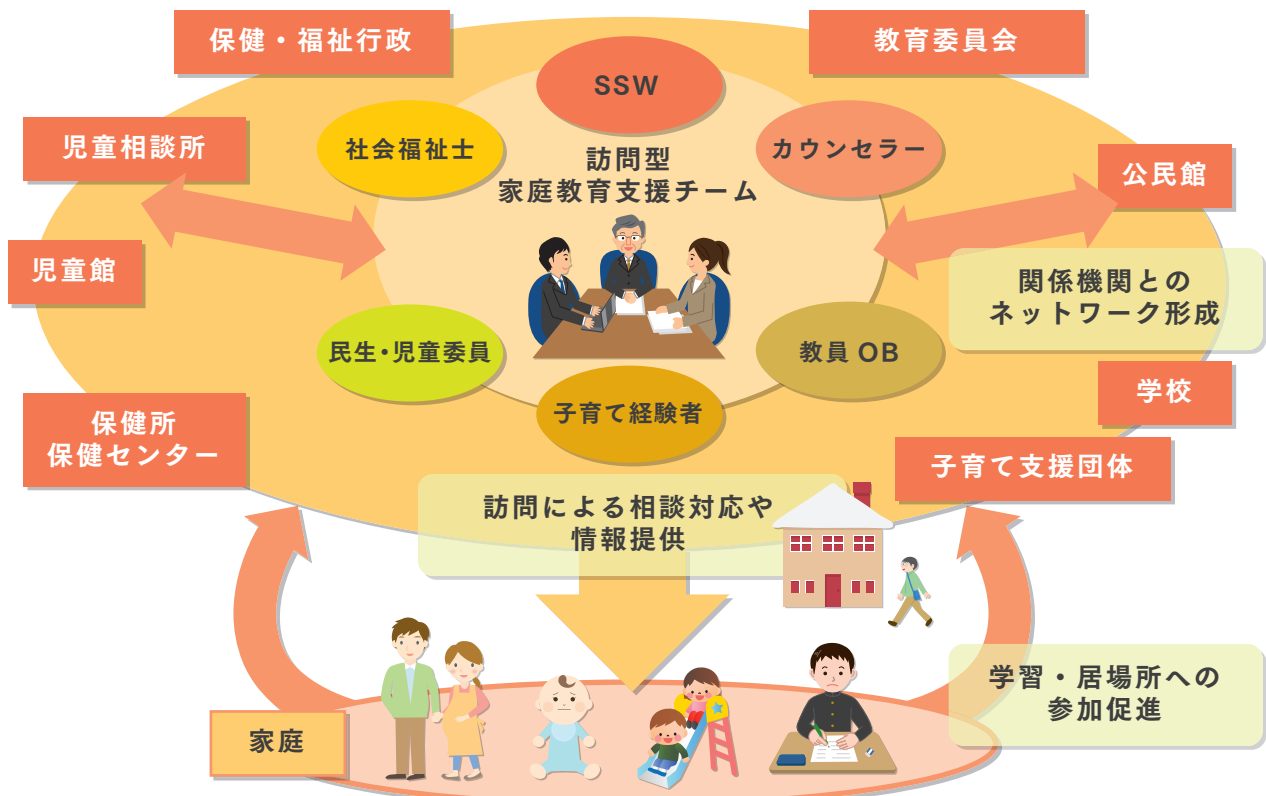 保健・福祉行政
教育委員会
SSW
児童相談所
社会福祉士
カウンセラー
公民館
訪問型
家庭教育支援チーム
児童館
関係機関との
ネットワーク形成
民生・児童委員
教員 OB
学校
子育て経験者
保健所
保健センター
子育て支援団体
訪問による相談対応や
情報提供
学習・居場所への
参加促進
家庭